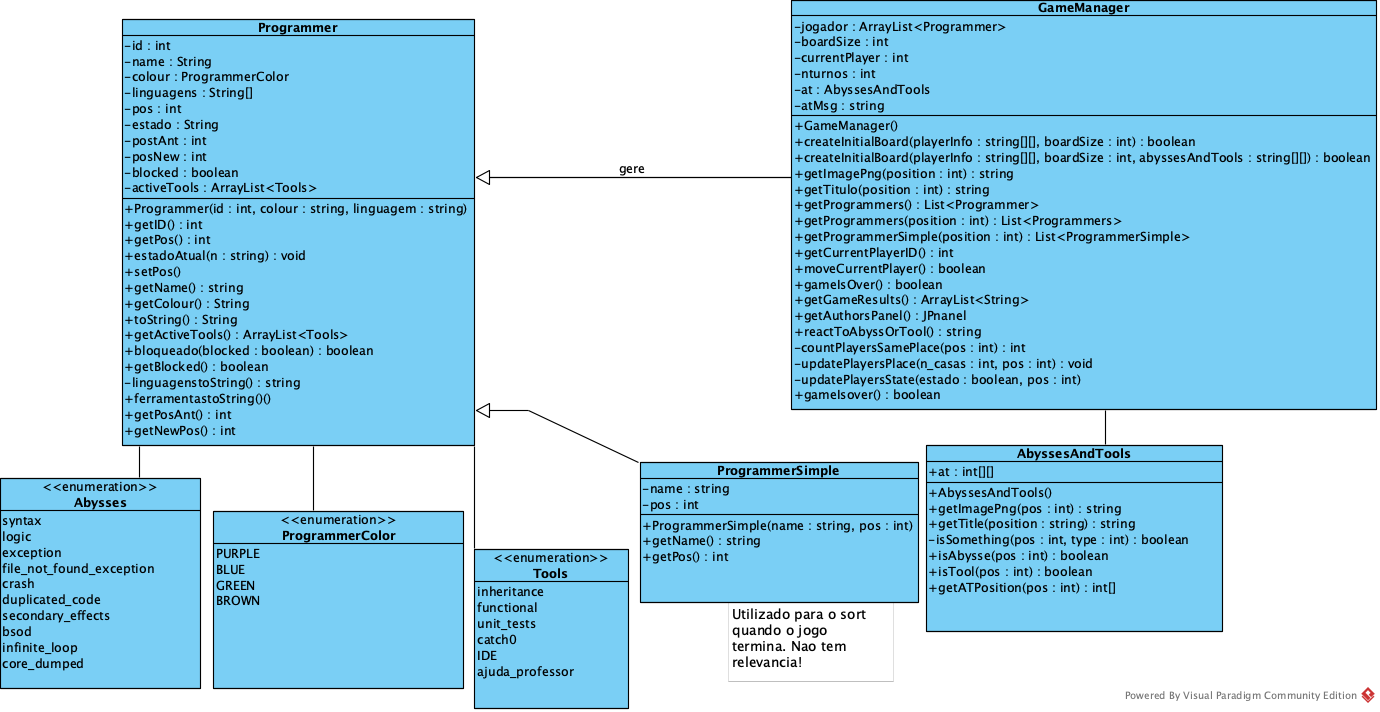 Programmer
-id : int
-name : String
-colour : ProgrammerColor
-linguagens : String[]
-pos : int
-estado : String
-postAnt : int
-posNew : int
-blocked : boolean
-activeTools : ArrayList<Tools>
+Programmer(id : int, colour : string, linguagem : string)
+getID() : int
+getPos() : int
+estadoAtual(n : string) : void
+setPos()
+getName() : string
+getColour() : String
+toString() : String
+getActiveTools() : ArrayList<Tools>
+bloqueado(blocked : boolean) : boolean
+getBlocked() : boolean
-linguagenstoString() : string
+ferramentastoString()()
+getPosAnt() : int
+getNewPos() : int
gere
GameManager
-jogador : ArrayList<Programmer>
-boardSize : int
-currentPlayer : int
-nturnos : int
-at : AbyssesAndTools
-atMsg : string
+GameManager()
+createInitialBoard(playerInfo : string[][], boardSize : int) : boolean
+createInitialBoard(playerInfo : string[][], boardSize : int, abyssesAndTools : string[][]) : boolean
+getImagePng(position : int) : string
+getTitulo(position : int) : string
+getProgrammers() : List<Programmer>
+getProgrammers(position : int) : List<Programmers>
+getProgrammerSimple(position : int) : List<ProgrammerSimple>
+getCurrentPlayerID() : int
+moveCurrentPlayer() : boolean
+gameIsOver() : boolean
+getGameResults() : ArrayList<String>
+getAuthorsPanel() : JPnanel
+reactToAbyssOrTool() : string
-countPlayersSamePlace(pos : int) : int
-updatePlayersPlace(n_casas : int, pos : int) : void
-updatePlayersState(estado : boolean, pos : int)
+gameIsover() : boolean
<<enumeration>>
Abysses
syntax
logic
exception
file_not_found_exception
crash
duplicated_code
secondary_effects
bsod
infinite_loop
core_dumped
<<enumeration>>
ProgrammerColor
PURPLE
BLUE
GREEN
BROWN
<<enumeration>>
Tools
inheritance
functional
unit_tests
catch0
IDE
ajuda_professor
ProgrammerSimple
-name : string
-pos : int
+ProgrammerSimple(name : string, pos : int)
+getName() : string
+getPos() : int
Utilizado para o sort
quando o jogo
termina. Nao tem
relevancia!
AbyssesAndTools
+at : int[][]
+AbyssesAndTools()
+getImagePng(pos : int) : string
+getTitle(position : string) : string
-isSomething(pos : int, type : int) : boolean
+isAbysse(pos : int) : boolean
+isTool(pos : int) : boolean
+getATPosition(pos : int) : int[]
Powered By Visual Paradigm Community Edition